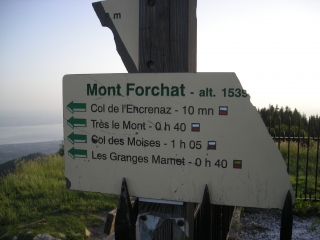 m
Mont Forchat - alt. 1539
Col de l'Encrenaz - 10 mn
Très le Mont - 0 h 40
Col des Moises - 1 h 05
Les Granges Mamet - 0 h 40